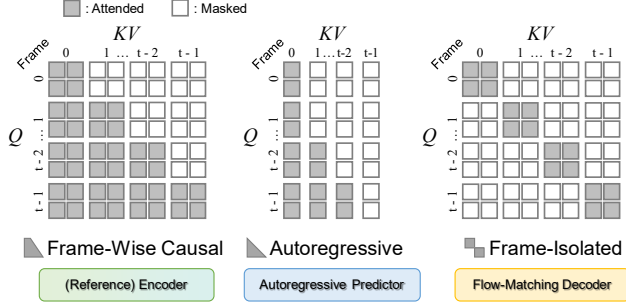 : Attended : Masked
KV KV KV
Frame 0 1 … t - 2 t - 1 Frame 0 1… t-2 t-1 Frame 0 1 … t - 2 t - 1
Q 0 1 … t - 2 t - 1 Q 0 1 … t - 2 t - 1 Q 0 1 … t - 2 t - 1
Frame-Wise Causal Autoregressive Frame-Isolated
(Reference) Encoder Autoregressive Predictor Flow-Matching Decoder